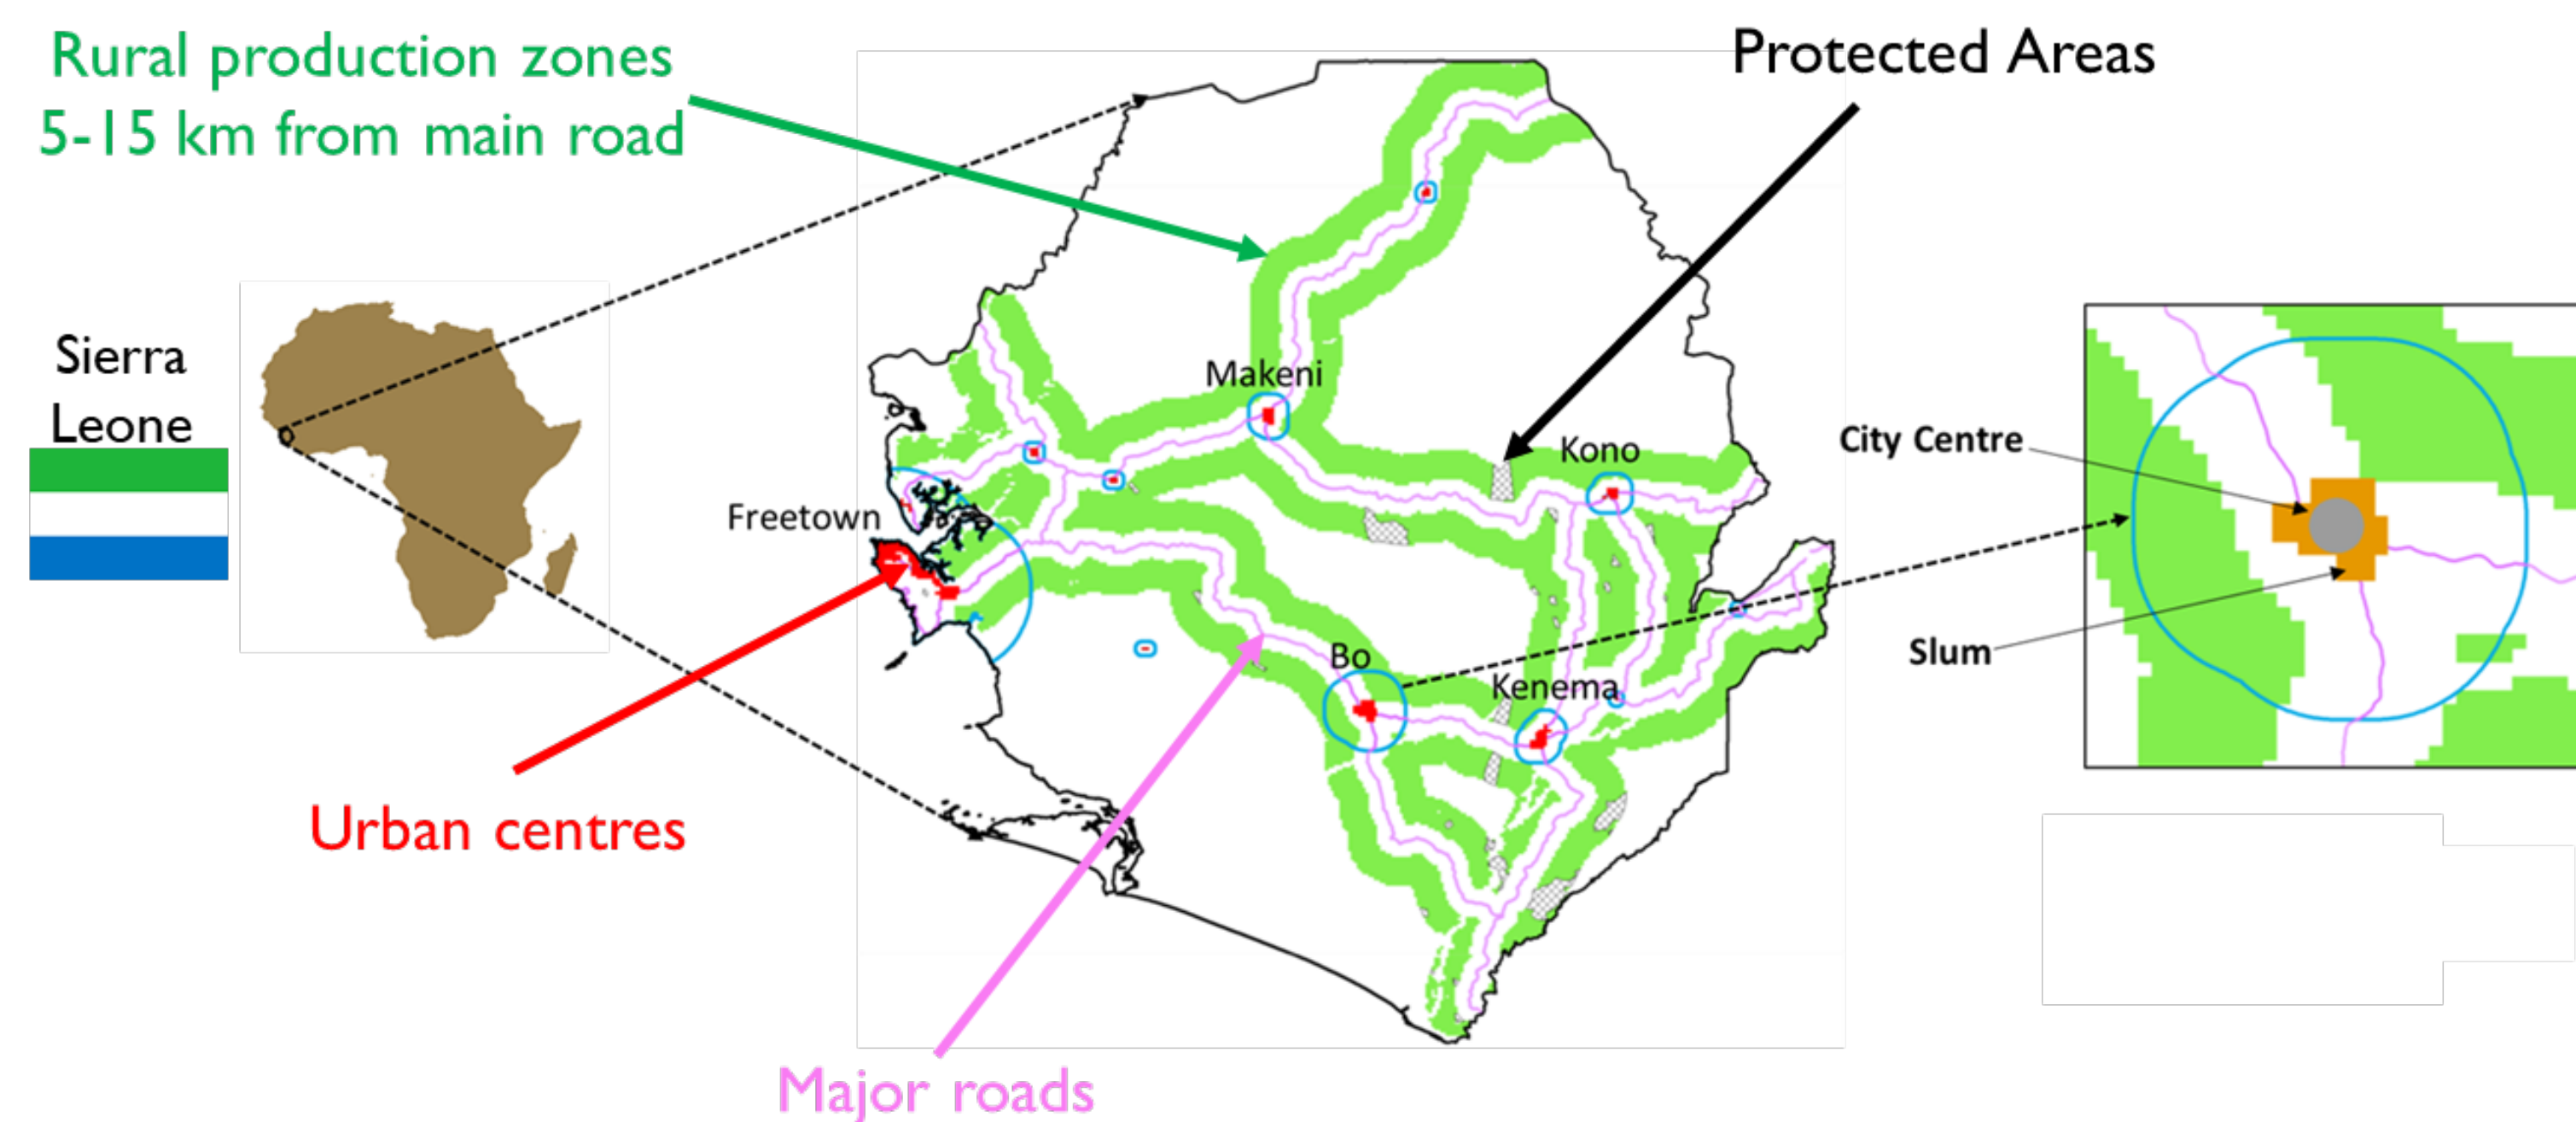 Rural production zones
5-15 km from main road
Protected Areas
Sierra
Leone
Makeni
Kono
City Centre
Freetown
Slum
Bo
Kenema
Urban centres
Major roads